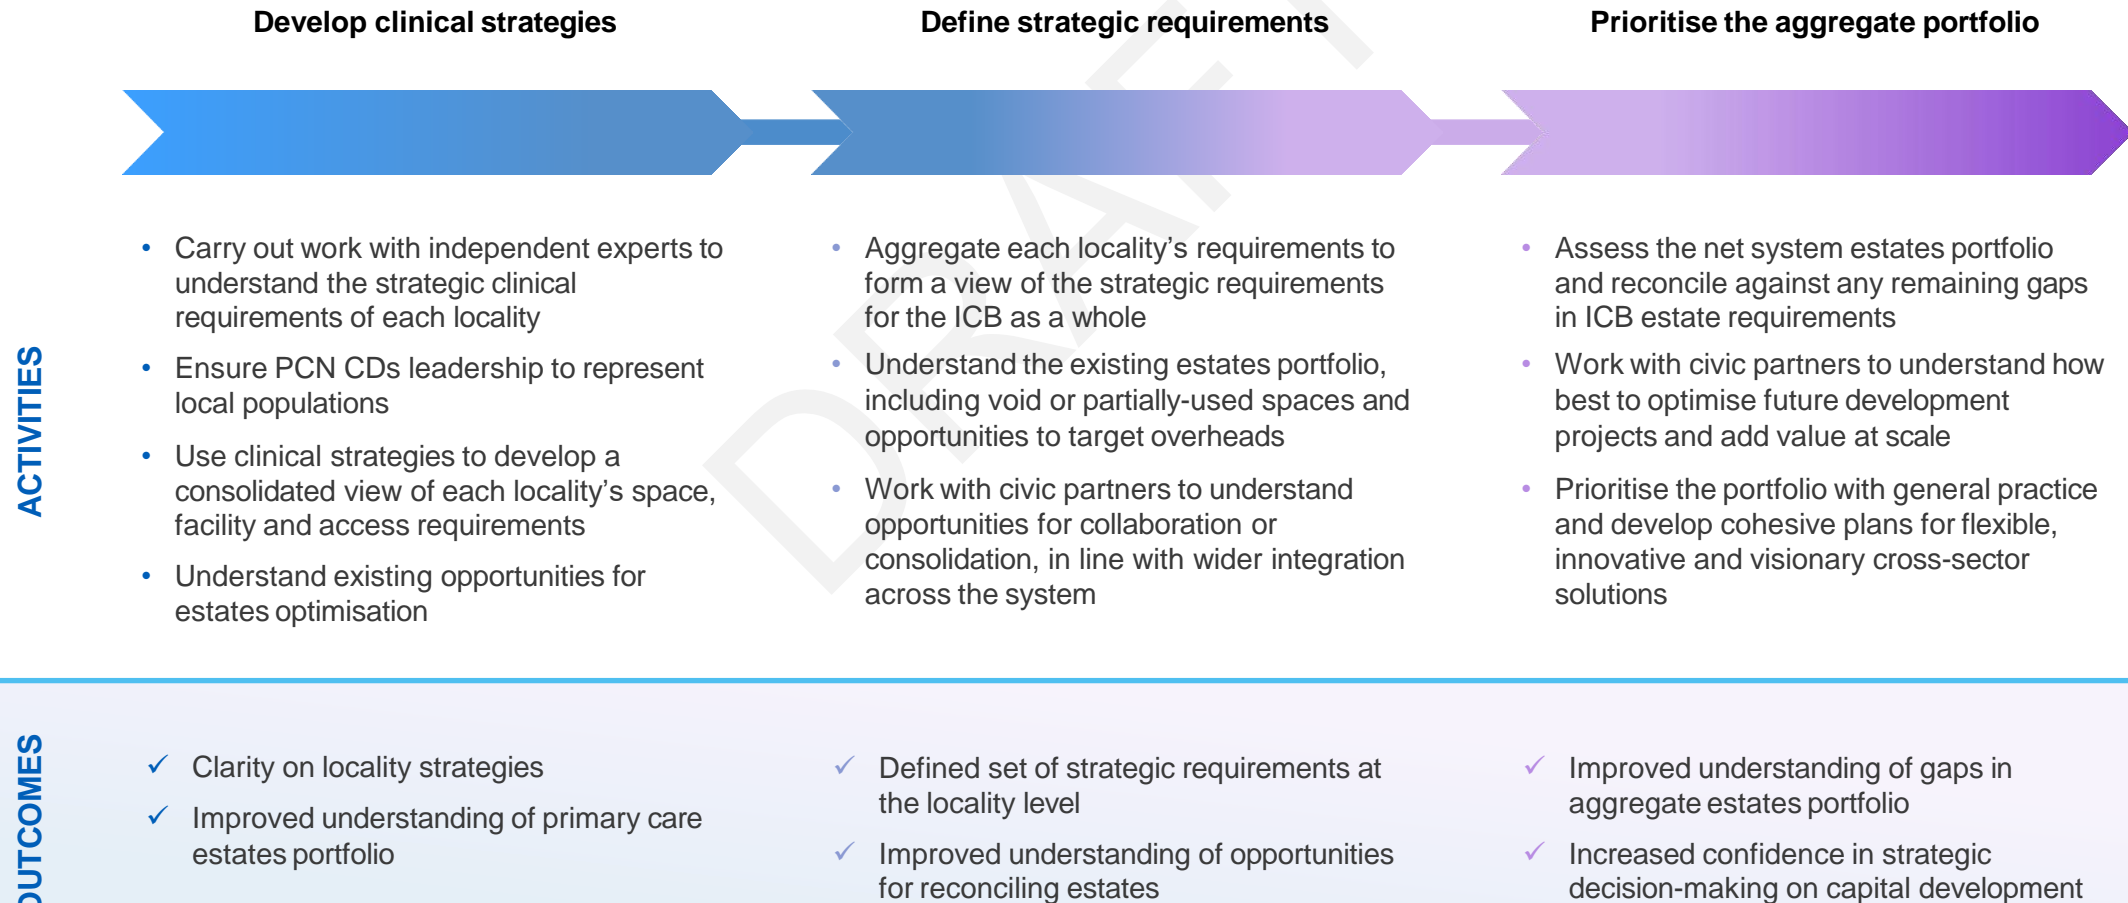 Develop clinical strategies
Define strategic requirements
Prioritise the aggregate portfolio
DRAFT
ACTIVITIES
• Carry out work with independent experts to
understand the strategic clinical
requirements of each locality
• Ensure PCN CDs leadership to represent
local populations
• Use clinical strategies to develop a
consolidated view of each locality’s space,
facility and access requirements
• Understand existing opportunities for
estates optimisation
• Aggregate each locality’s requirements to
form a view of the strategic requirements
for the ICB as a whole
• Understand the existing estates portfolio,
including void or partially-used spaces and
opportunities to target overheads
• Work with civic partners to understand
opportunities for collaboration or
consolidation, in line with wider integration
across the system
• Assess the net system estates portfolio
and reconcile against any remaining gaps
in ICB estate requirements
• Work with civic partners to understand how
best to optimise future development
projects and add value at scale
• Prioritise the portfolio with general practice
and develop cohesive plans for flexible,
innovative and visionary cross-sector
solutions
OUTCOMES
✓ Clarity on locality strategies
✓ Improved understanding of primary care
estates portfolio
✓ Defined set of strategic requirements at
the locality level
✓ Improved understanding of opportunities
for reconciling estates
✓ Improved understanding of gaps in
aggregate estates portfolio
✓ Increased confidence in strategic
decision-making on capital development